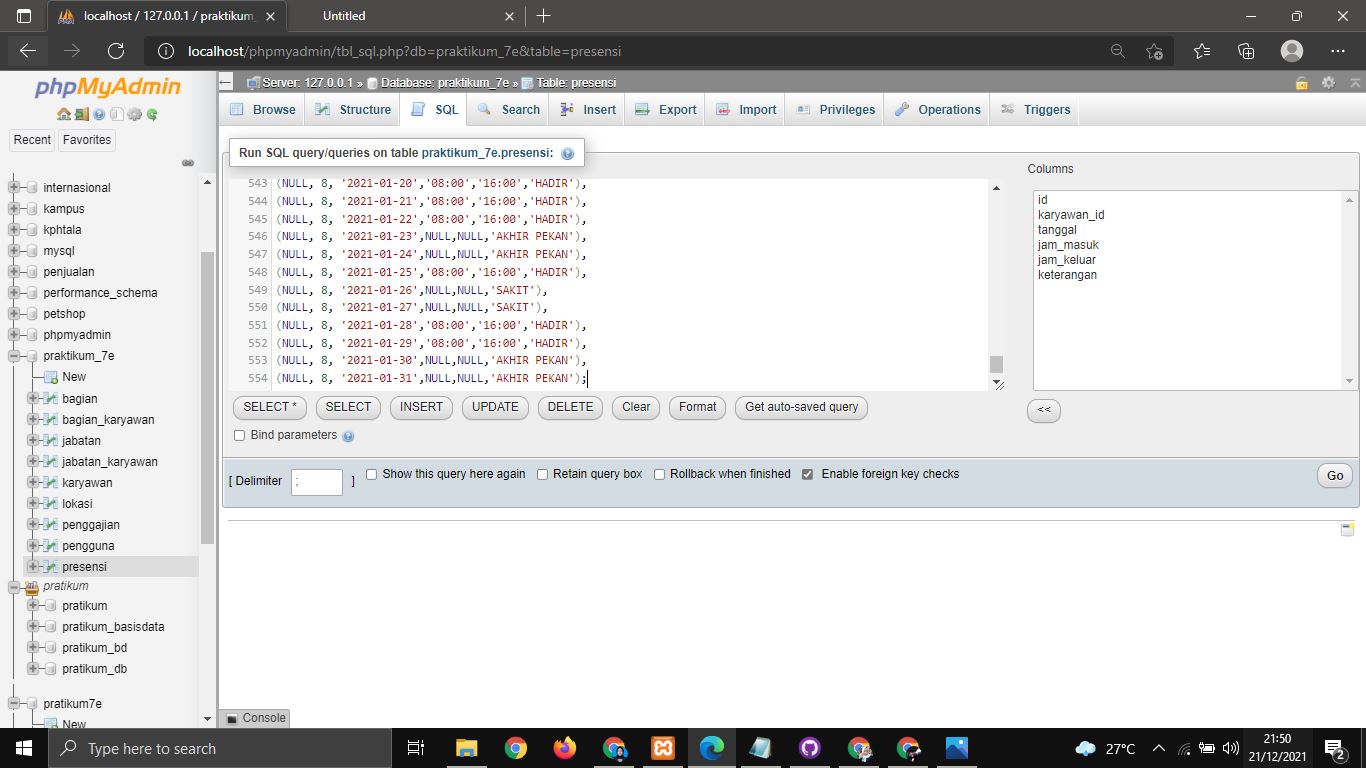 localhost / 127.0.0.1 / praktikum_
Untitled
localhost/phpmyadmin/tbl_sql.php?db=praktikum_7e&table=presensi
phpMyAdmin
Recent Favorites
internasional
kampus
kphtala
mysql
penjualan
performance_schema
petshop
phpmyadmin
praktikum_7e
New
bagian
bagian_karyawan
jabatan
jabatan_karyawan
karyawan
lokasi
penggajian
pengguna
presensi
pratikum
pratikum
pratikum_basisdata
pratikum_bd
pratikum_db
pratikum7e
New
Server: 127.0.0.1 » Database: praktikum_7e » Table: presensi
Browse Structure SQL Search Insert Export Import Privileges Operations Triggers
Run SQL query/queries on table praktikum_7e.presensi:
543 (NULL, 8, '2021-01-20','08:00','16:00','HADIR'),
544 (NULL, 8, '2021-01-21','08:00','16:00','HADIR'),
545 (NULL, 8, '2021-01-22','08:00','16:00','HADIR'),
546 (NULL, 8, '2021-01-23',NULL,NULL,'AKHIR PEKAN'),
547 (NULL, 8, '2021-01-24',NULL,NULL,'AKHIR PEKAN'),
548 (NULL, 8, '2021-01-25','08:00','16:00','HADIR'),
549 (NULL, 8, '2021-01-26',NULL,NULL,'SAKIT'),
550 (NULL, 8, '2021-01-27',NULL,NULL,'SAKIT'),
551 (NULL, 8, '2021-01-28','08:00','16:00','HADIR'),
552 (NULL, 8, '2021-01-29','08:00','16:00','HADIR'),
553 (NULL, 8, '2021-01-30',NULL,NULL,'AKHIR PEKAN'),
554 (NULL, 8, '2021-01-31',NULL,NULL,'AKHIR PEKAN');
Columns
id
karyawan_id
tanggal
jam_masuk
jam_keluar
keterangan
SELECT * SELECT INSERT UPDATE DELETE Clear Format Get auto-saved query
<<
Bind parameters
[ Delimiter ; ] Show this query here again Retain query box Rollback when finished Enable foreign key checks
Go
Console
Type here to search
27°C
21:50
21/12/2021
2